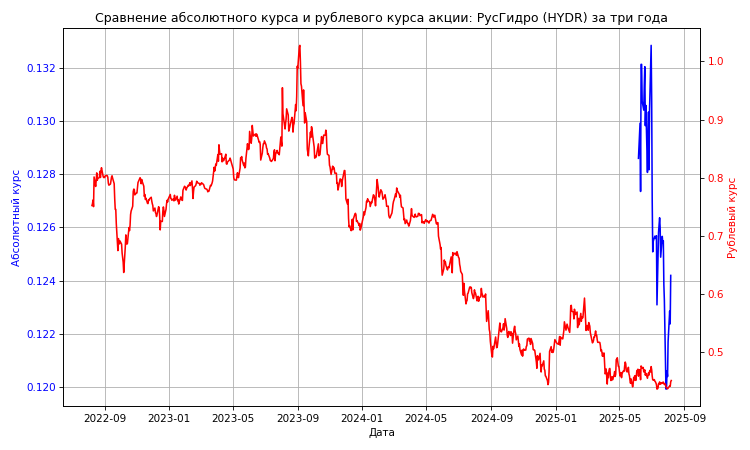 Сравнение абсолютного курса и рублевого курса акции: РусГидро (HYDR) за три года
Абсолютный курс
0.132
0.130
0.128
0.126
0.124
0.122
0.120
1.0
0.9
0.8
0.7
0.6
0.5
Рублевый курс
2022-09 2023-01 2023-05 2023-09 2024-01 2024-05 2024-09 2025-01 2025-05 2025-09
Дата